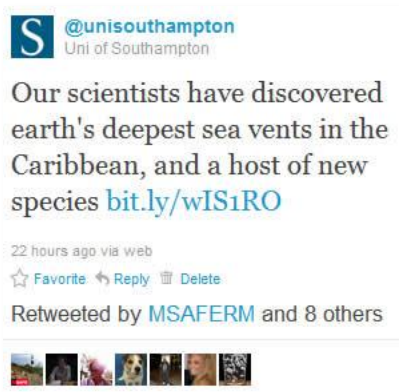 S
@unisouthampton
Uni of Southampton
Our scientists have discovered
earth's deepest sea vents in the
Caribbean, and a host of new
species bit.ly/wIS1RO
22 hours ago via web
Favorite Reply Delete
Retweeted by MSAFERM and 8 others